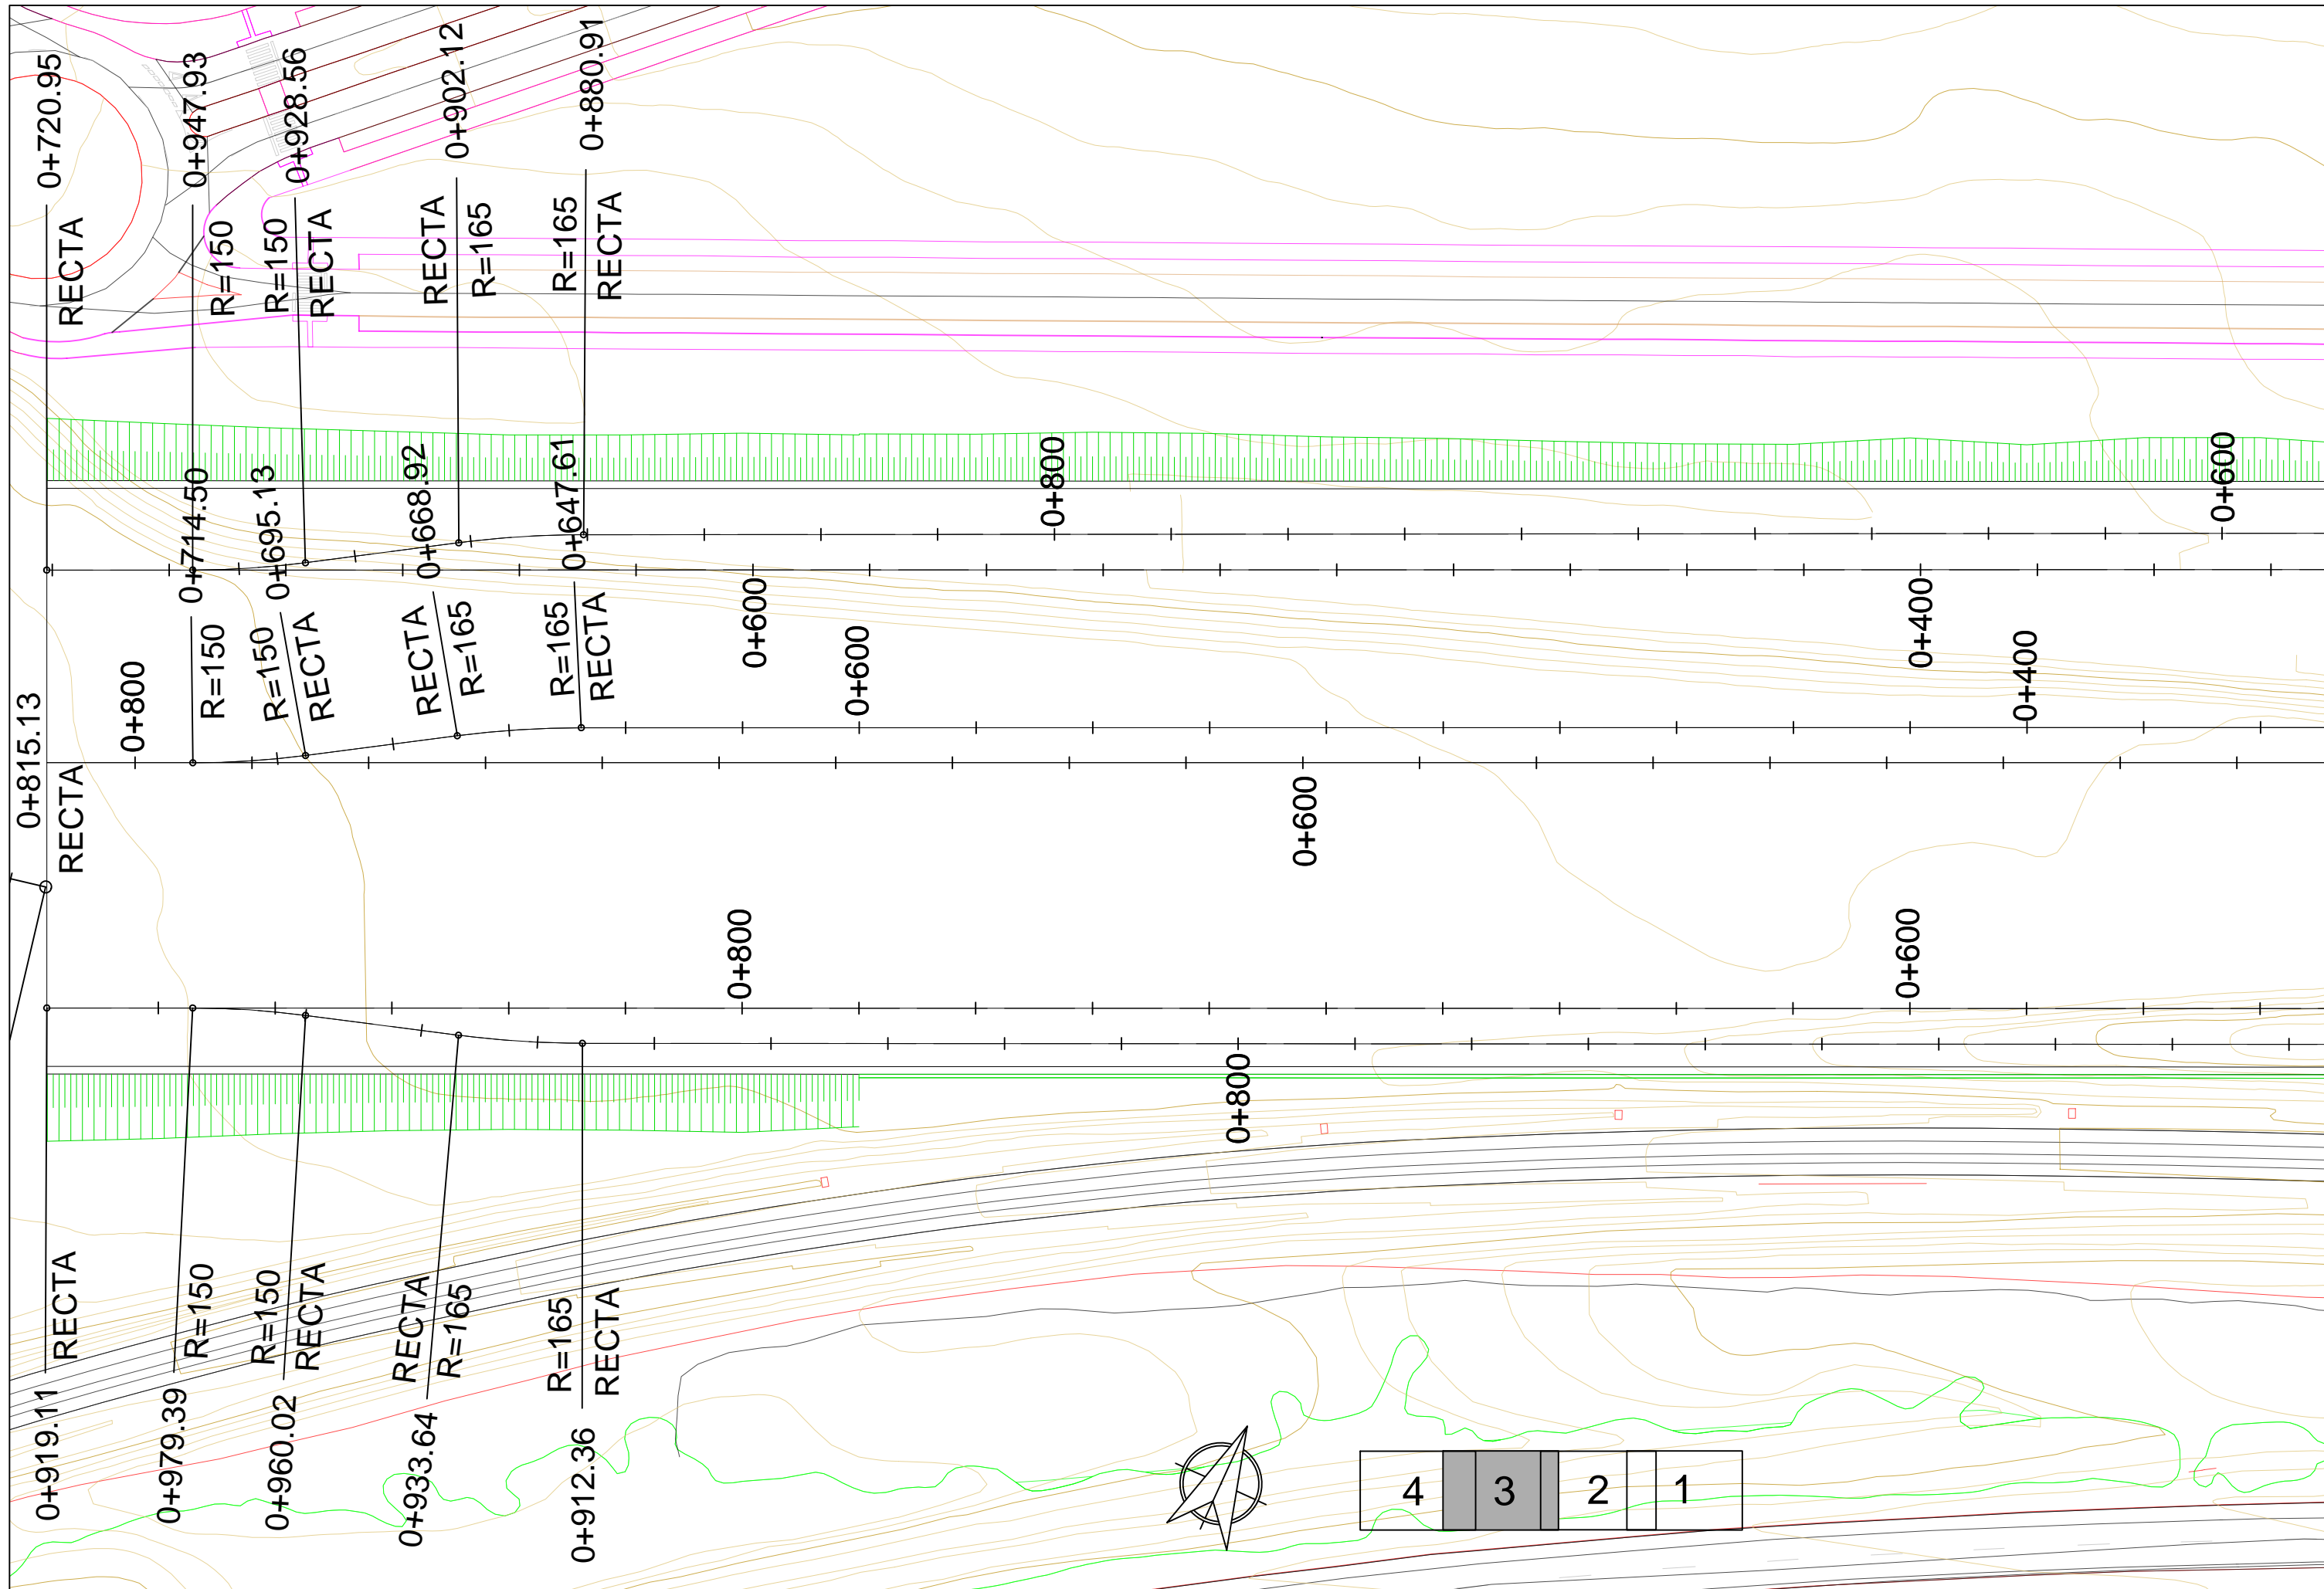 0+720.95
RECTA
0+947.93
R=150
0+928.56
R=150
RECTA
0+902.12
RECTA
R=165
0+880.91
R=165
RECTA
0+714.50
R=150
0+695.13
R=150
RECTA
0+668.92
RECTA
R=165
0+647.61
R=165
RECTA
0+800
0+600
0+600
0+600
0+400
0+400
0+815.13
RECTA
0+800
0+600
0+800
0+600
0+800
0+919.11
RECTA
0+979.39
R=150
0+960.02
R=150
RECTA
0+933.64
RECTA
R=165
0+912.36
R=165
RECTA
4
3
2
1